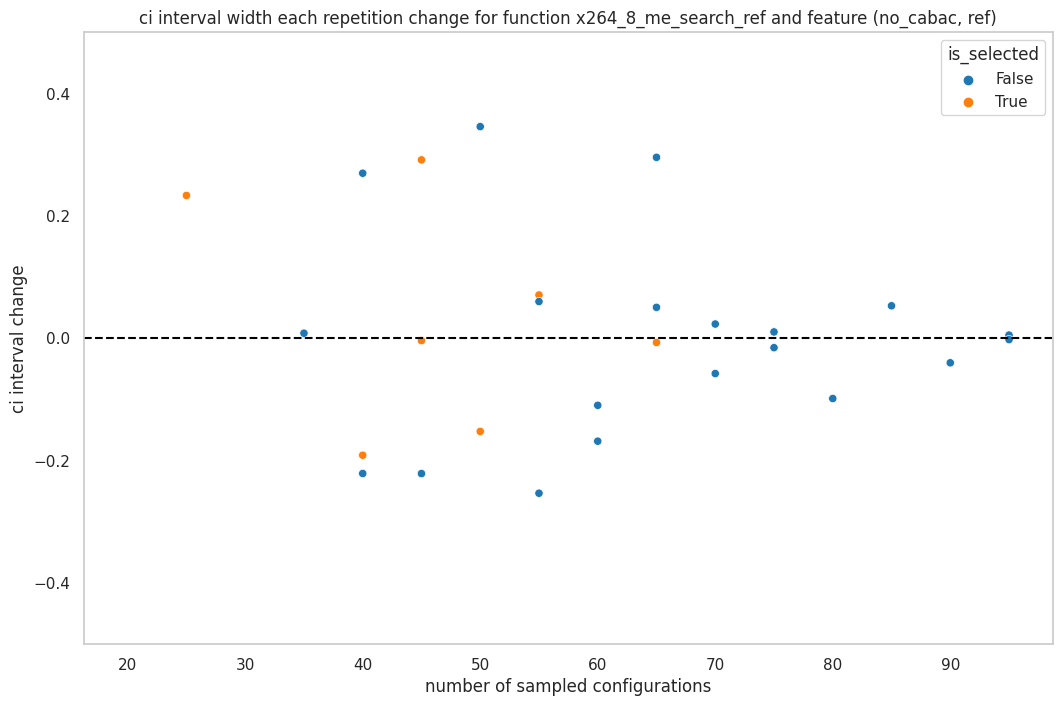 ci interval width each repetition change for function x264_8_me_search_ref and feature (no_cabac, ref)
is_selected
False
True
ci interval change
0.4
0.2
0.0
−0.2
−0.4
20 30 40 50 60 70 80 90
number of sampled configurations